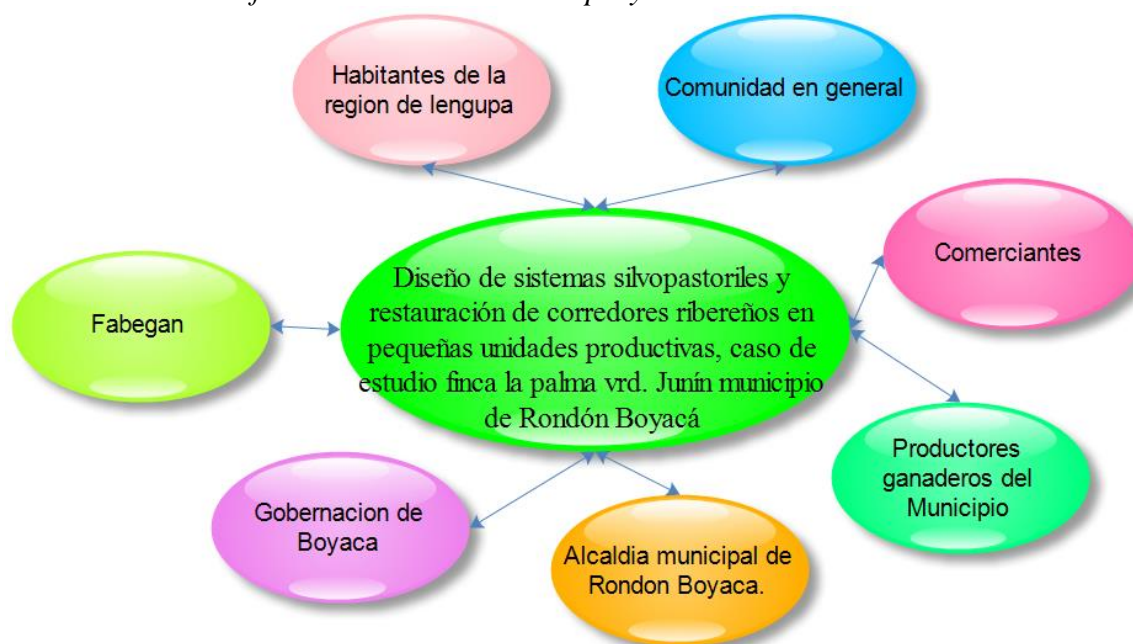 Habitantes de la
region de lengupa
Comunidad en general
Comerciantes
Fabegan
Diseño de sistemas silvopastoriles y
restauración de corredores ribereños en
pequeñas unidades productivas, caso de
estudio finca la palma vrd. Junín municipio
de Rondón Boyacá
Productores
ganaderos del
Municipio
Gobernacion de
Boyaca
Alcaldia municipal de
Rondon Boyaca.